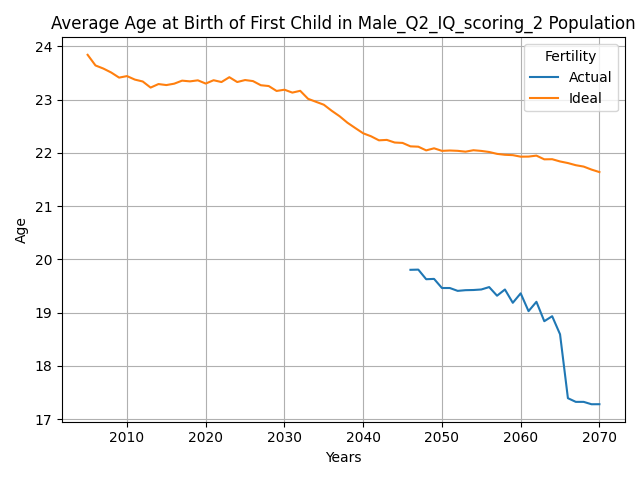 Average Age at Birth of First Child in Male_Q2_IQ_scoring_2 Population
Fertility
Actual
Ideal
Age
24
23
22
21
20
19
18
17
2010
2020
2030
2040
2050
2060
2070
Years